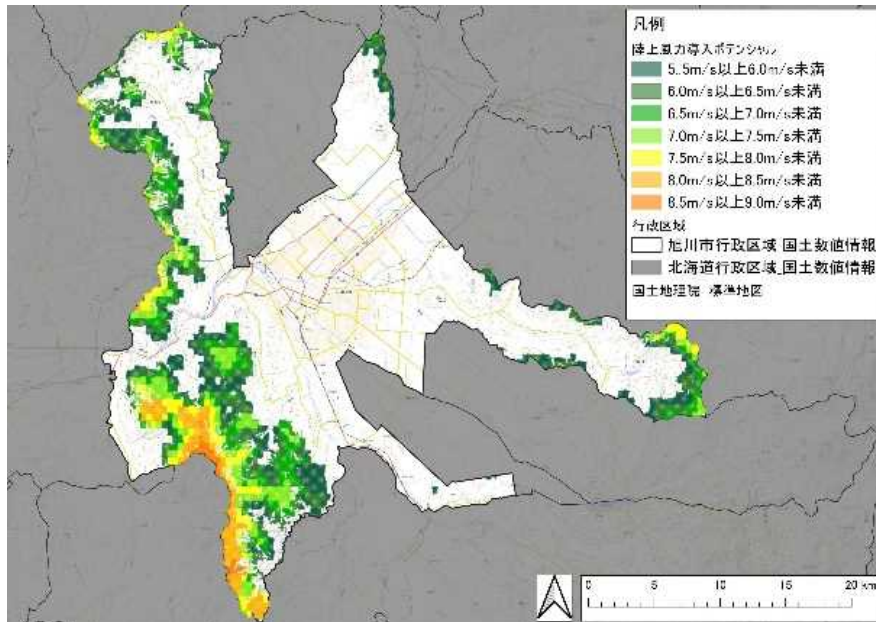 凡例
陸上風力導入ポテンシャル
5.5m/s以上6.0m/s未満
6.0m/s以上6.5m/s未満
6.5m/s以上7.0m/s未満
7.0m/s以上7.5m/s未満
7.5m/s以上8.0m/s未満
8.0m/s以上8.5m/s未満
8.5m/s以上9.0m/s未満
行政区域
旭川市行政区域_国土数値情報
北海道行政区域_国土数値情報
国土地理院 標準地図
0 5 10 15 20 km